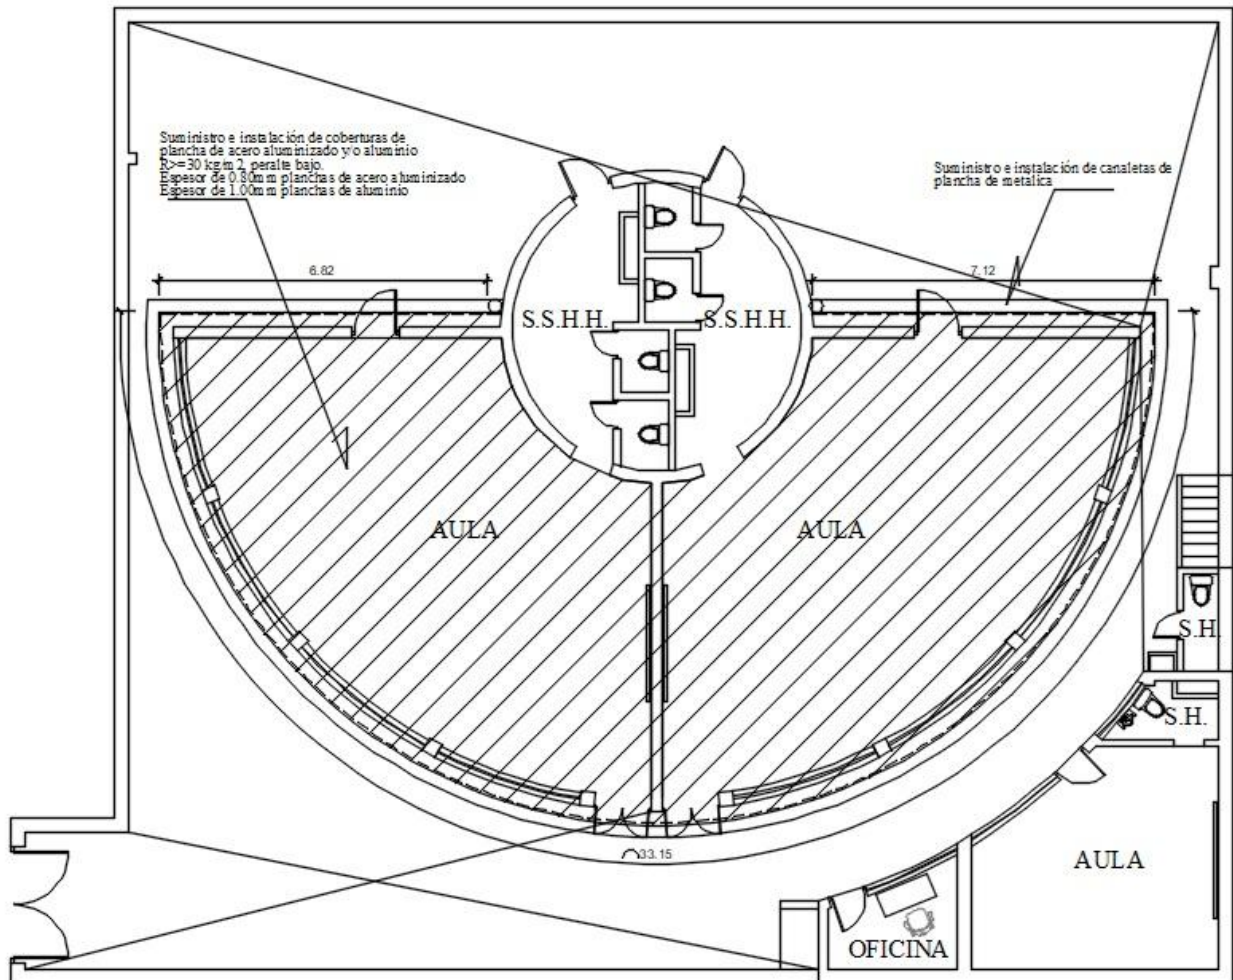 Suministro e instalación de coberturas de
plancha de acero aluminizado y/o aluminio
R>=30 kg/m2, peralte bajo.
Espesor de 0.80mm planchas de acero aluminizado
Espesor de 1.00mm planchas de aluminio
Suministro e instalación de canaletas de
plancha de metalica
6.82
7.12
S.S.H.H.
S.S.H.H.
AULA
AULA
S.H.
S.H.
33.15
AULA
OFICINA